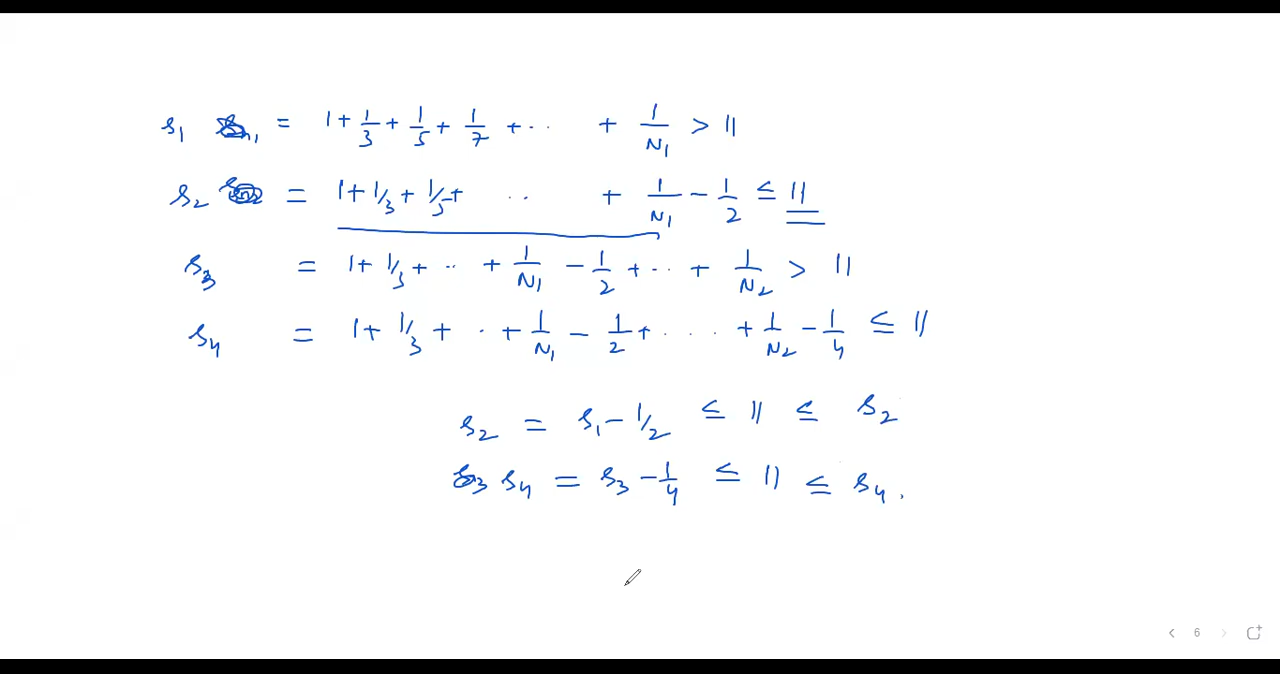 s₁ = 1 + 1/3 + 1/5 + 1/7 + ·· + 1/N₁ > 11
s₂ = 1 + 1/3 + 1/5 + ·· + 1/N₁ - 1/2 ≤ 11
s₃ = 1 + 1/3 + ·· + 1/N₁ - 1/2 + ·· + 1/N₂ > 11
s₄ = 1 + 1/3 + ·· + 1/N₁ - 1/2 + ···· + 1/N₂ - 1/4 ≤ 11
s₂ = s₁ - 1/2 ≤ 11 ≤ s₂
s₄ = s₃ - 1/4 ≤ 11 ≤ s₄.
6